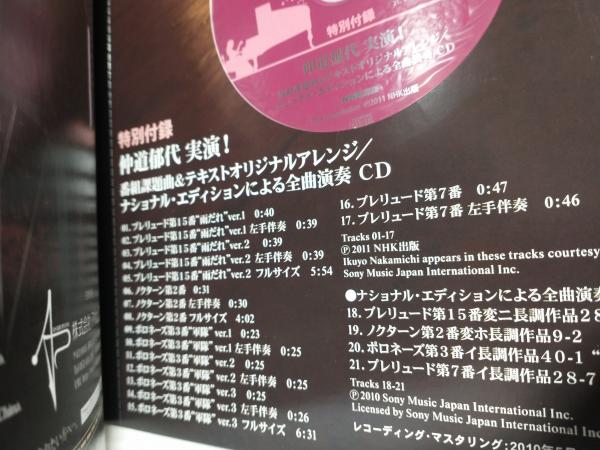 特別付録
仲道郁代 実演!
©2011 NHK出版
特別付録
仲道郁代 実演!
番組課題曲&テキストオリジナルアレンジ/
ナショナル・エディションによる全曲演奏 CD
01. プレリュード第15番“雨だれ”ver.1 0:40
02. プレリュード第15番“雨だれ”ver.1 左手伴奏 0:39
03. プレリュード第15番“雨だれ”ver.2 0:39
04. プレリュード第15番“雨だれ”ver.2 左手伴奏 0:39
05. プレリュード第15番“雨だれ”ver.2 フルサイズ 5:54
06. ノクターン第2番 0:31
07. ノクターン第2番 左手伴奏 0:30
08. ノクターン第2番 フルサイズ 4:02
09. ポロネーズ第3番“軍隊”ver.1 0:23
10. ポロネーズ第3番“軍隊”ver.1 左手伴奏 0:25
11. ポロネーズ第3番“軍隊”ver.2 0:25
12. ポロネーズ第3番“軍隊”ver.2 左手伴奏 0:25
13. ポロネーズ第3番“軍隊”ver.3 0:25
14. ポロネーズ第3番“軍隊”ver.3 左手伴奏 0:26
15. ポロネーズ第3番“軍隊”ver.3 フルサイズ 6:31
16. プレリュード第7番 0:47
17. プレリュード第7番 左手伴奏 0:46
Tracks 01-17
Ⓟ2011 NHK出版
Ikuyo Nakamichi appears in these tracks courtesy
Sony Music Japan International Inc.
●ナショナル・エディションによる全曲演奏
18. プレリュード第15番変ニ長調作品28
19. ノクターン第2番変ホ長調作品9-2
20. ポロネーズ第3番イ長調作品40-1“
21. プレリュード第7番イ長調作品28-7
Tracks 18-21
Ⓟ2010 Sony Music Japan International Inc.
Licensed by Sony Music Japan International Inc.
レコーディング・マスタリング:2010年5月
株式会社